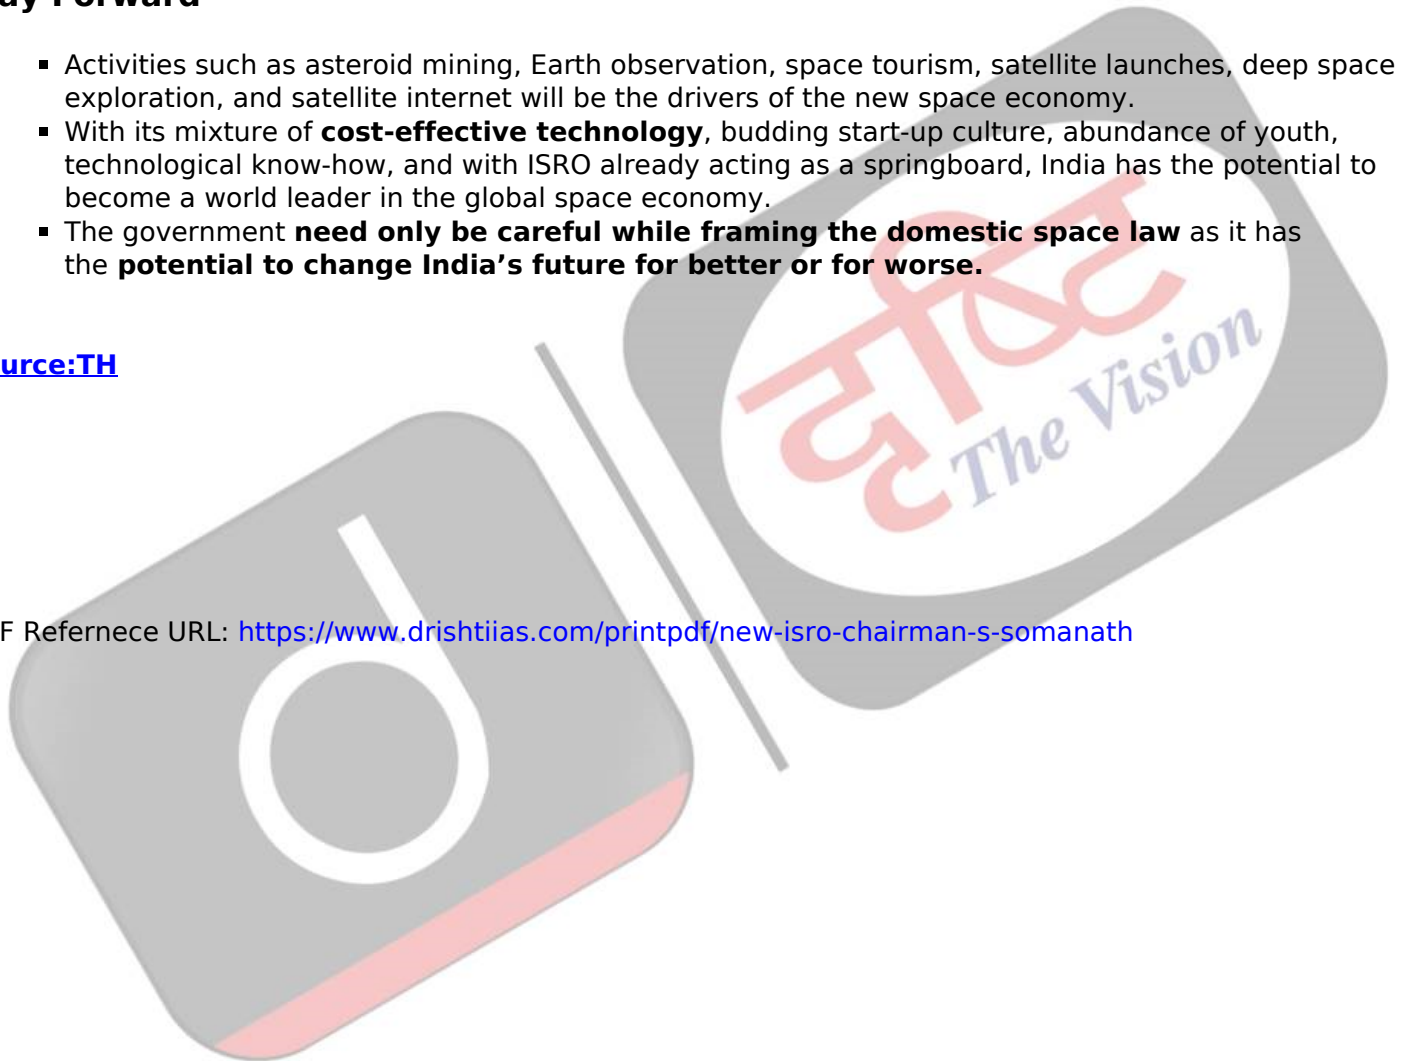 ay Forward
▪ Activities such as asteroid mining, Earth observation, space tourism, satellite launches, deep space
exploration, and satellite internet will be the drivers of the new space economy.
▪ With its mixture of cost-effective technology, budding start-up culture, abundance of youth,
technological know-how, and with ISRO already acting as a springboard, India has the potential to
become a world leader in the global space economy.
▪ The government need only be careful while framing the domestic space law as it has
the potential to change India’s future for better or for worse.
urce:TH
दृष्टि
The Vision
d
F Refernece URL: https://www.drishtiias.com/printpdf/new-isro-chairman-s-somanath